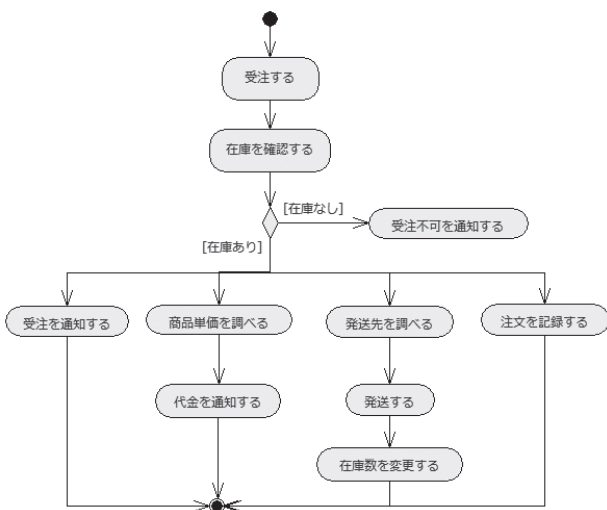 受注する
在庫を確認する
[在庫なし]
受注不可を通知する
[在庫あり]
受注を通知する
商品単価を調べる
発送先を調べる
注文を記録する
代金を通知する
発送する
在庫数を変更する